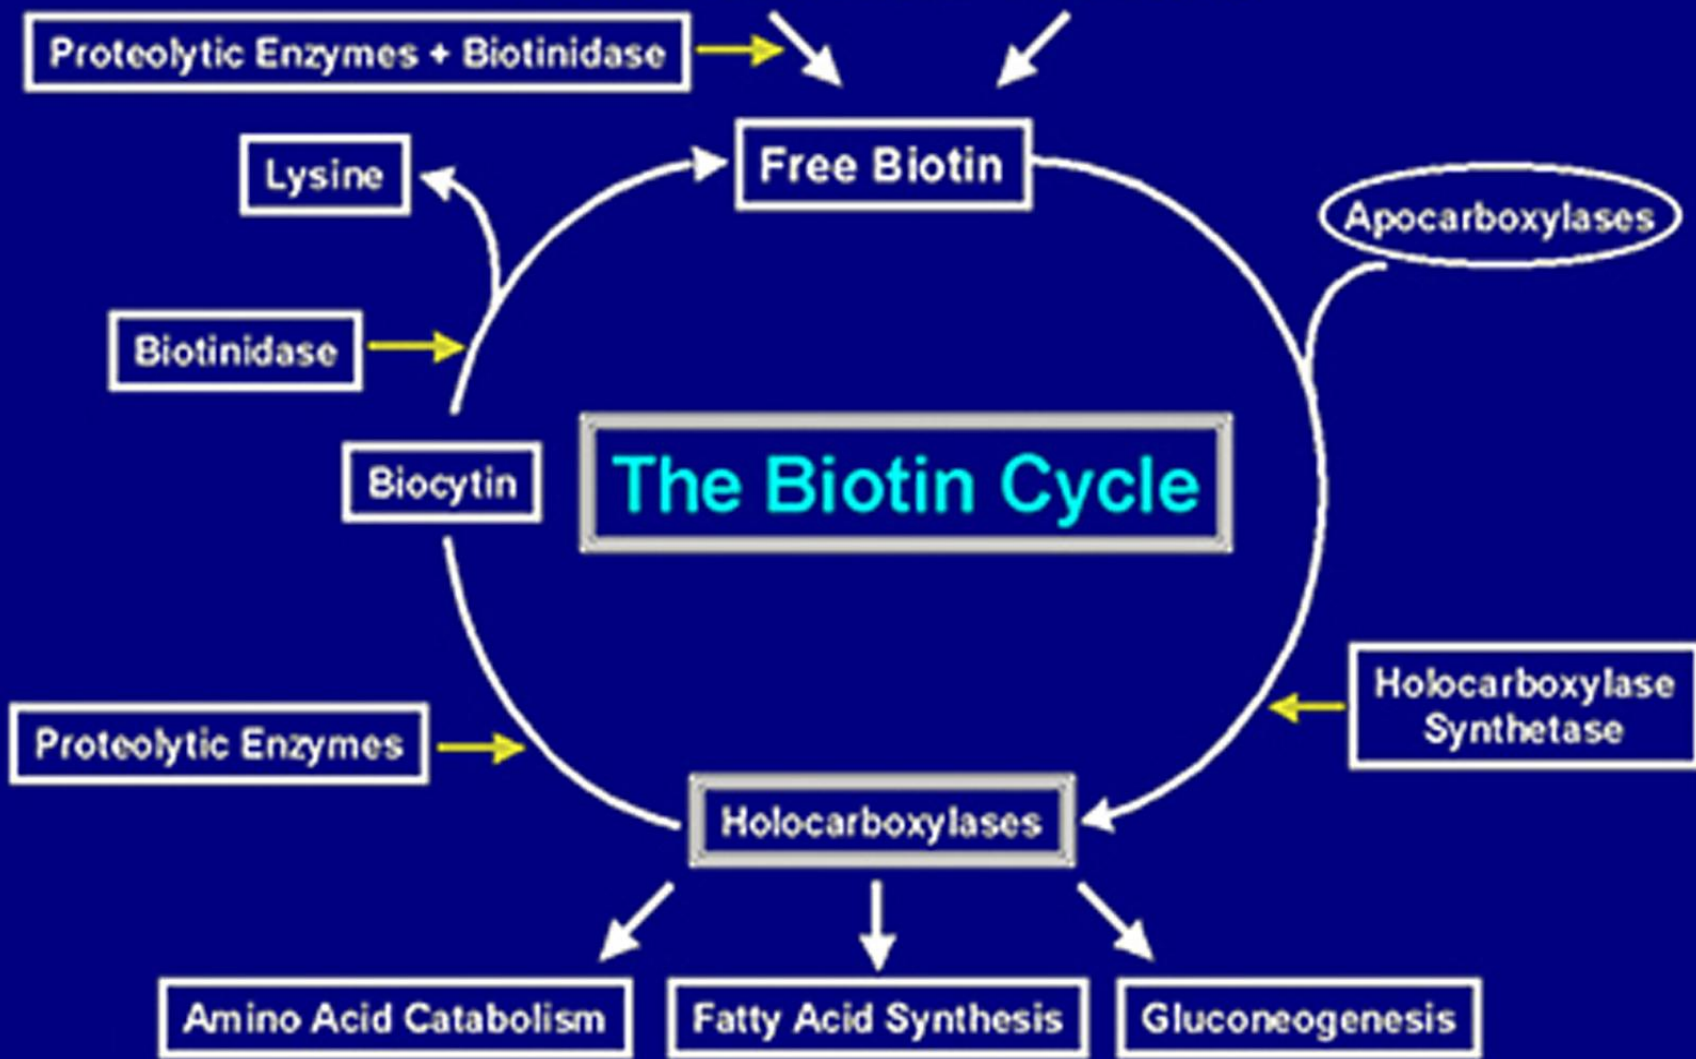 Proteolytic Enzymes + Biotinidase
Lysine
Free Biotin
Apocarboxylases
Biotinidase
Biocytin
The Biotin Cycle
Proteolytic Enzymes
Holocarboxylase
Synthetase
Holocarboxylases
Amino Acid Catabolism
Fatty Acid Synthesis
Gluconeogenesis